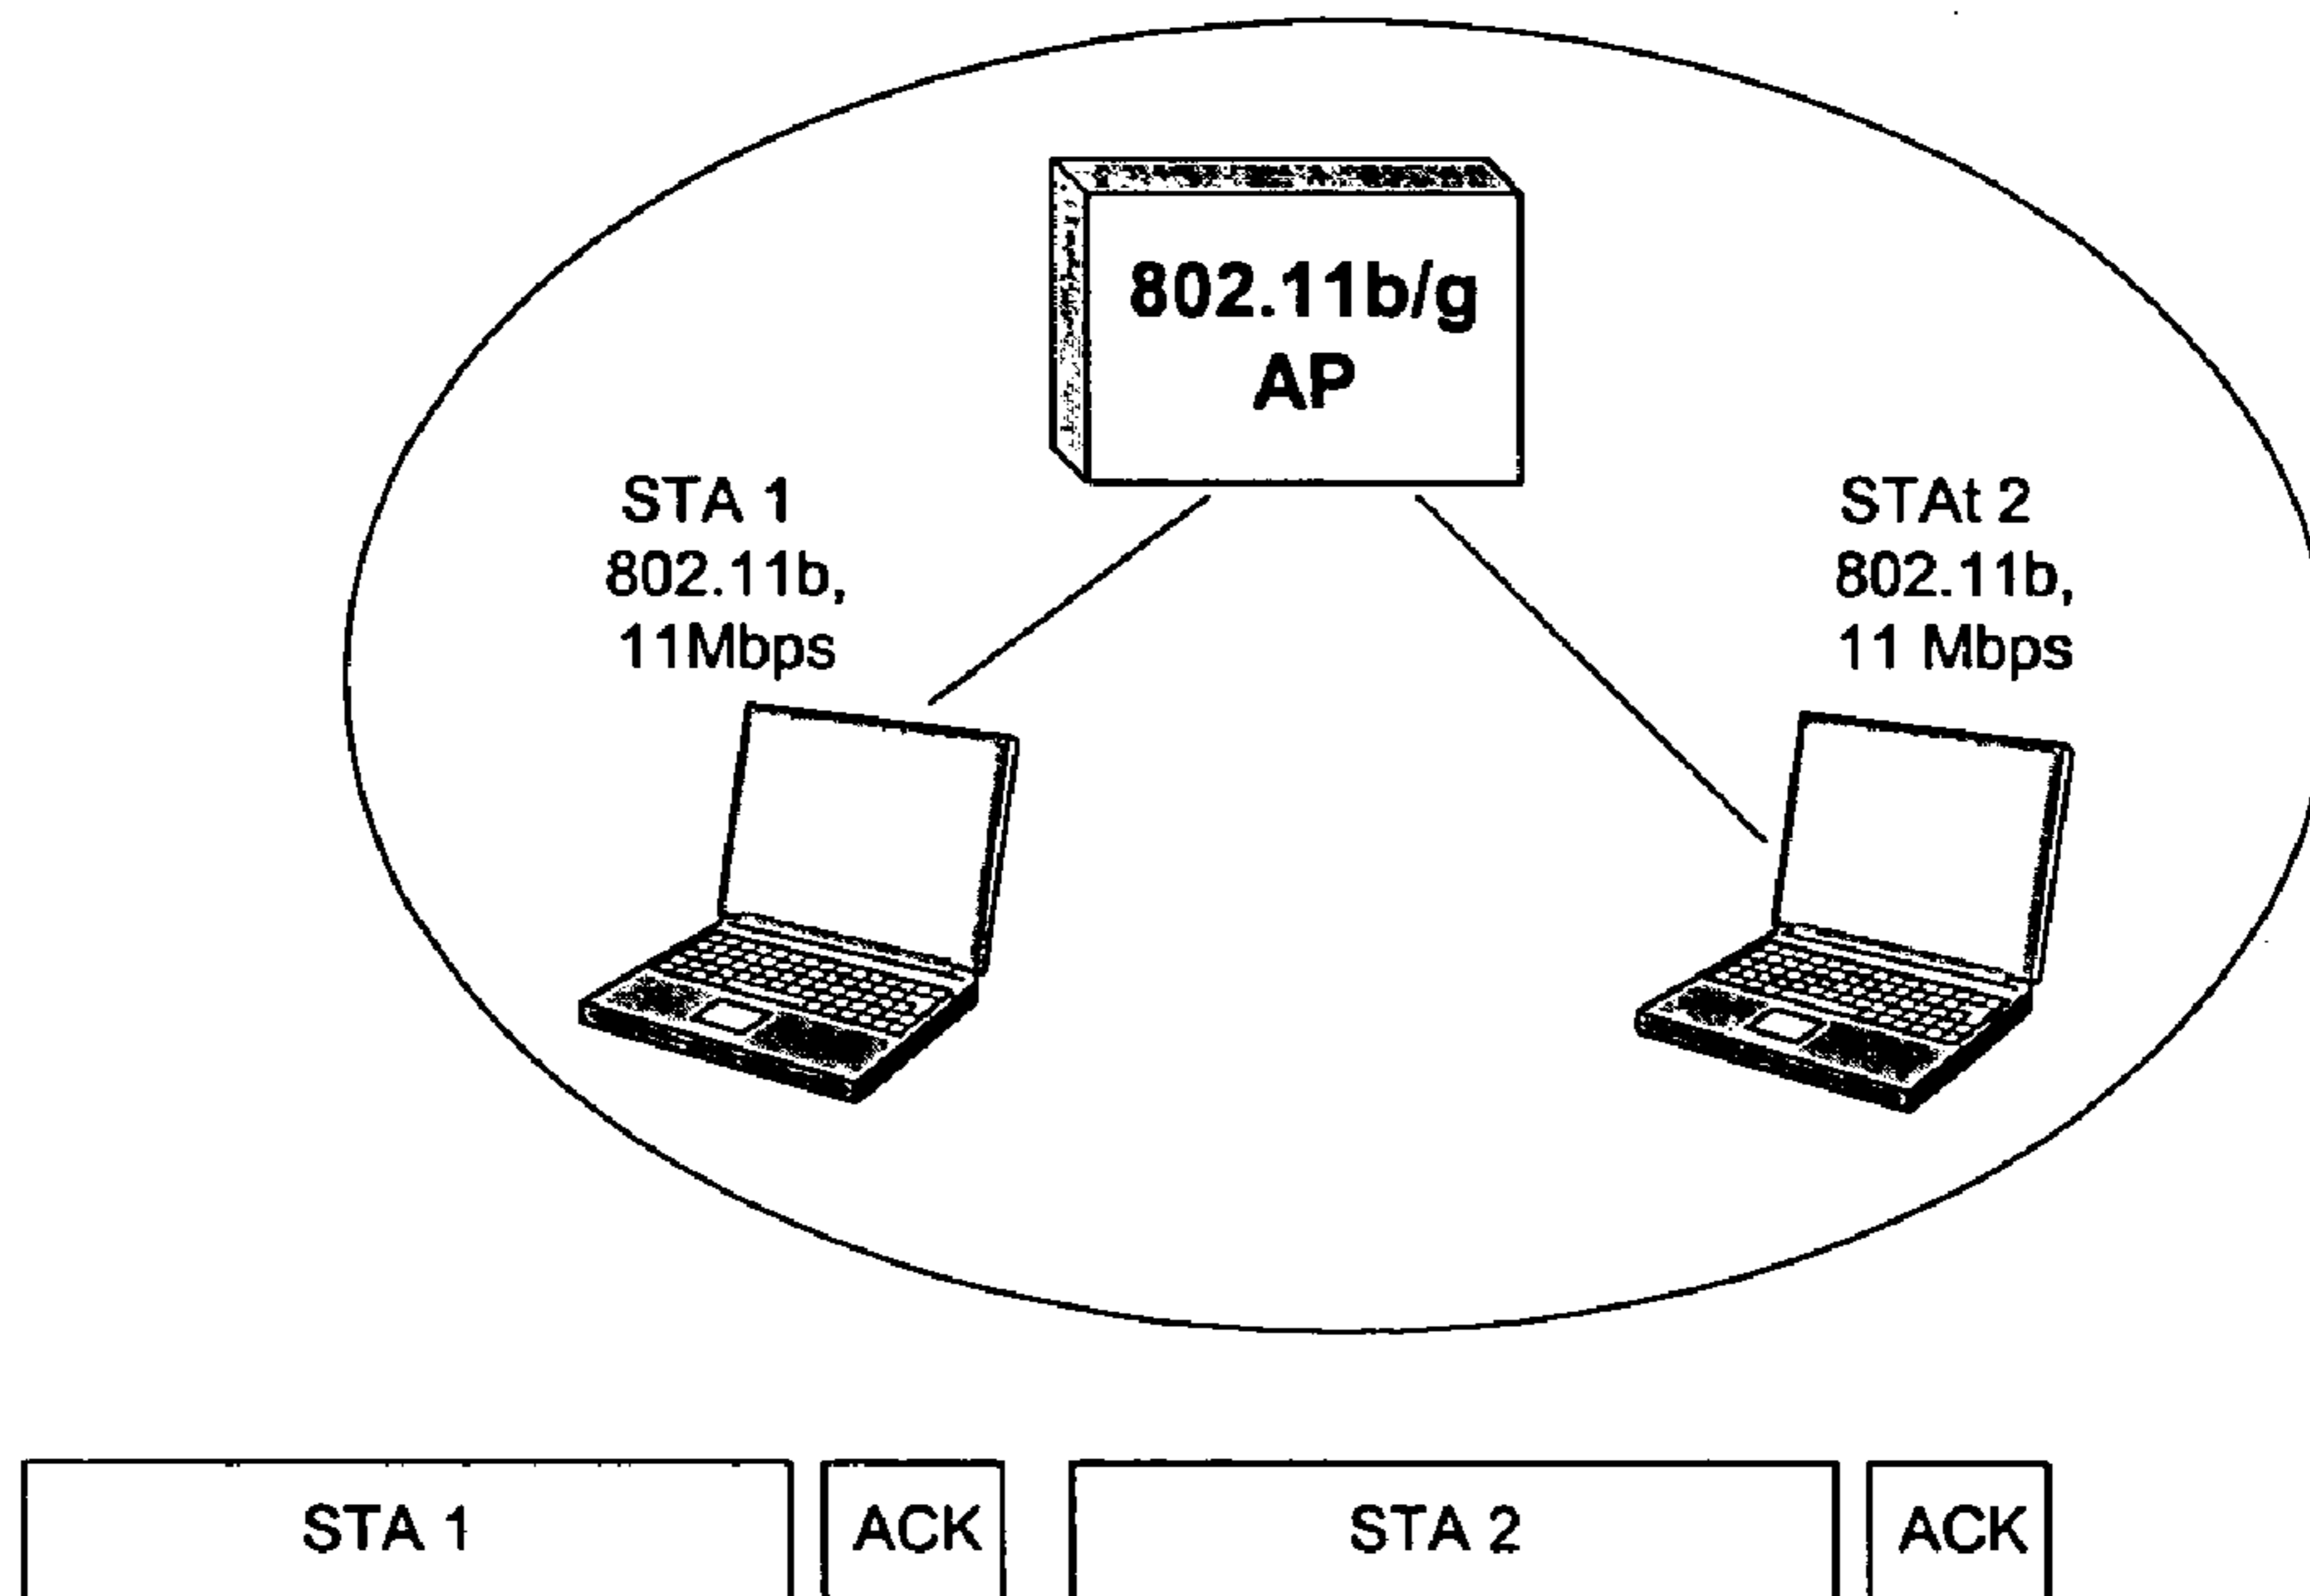 802.11b/g
AP
STA 1
802.11b,
11Mbps
STAt 2
802.11b,
11 Mbps
STA 1
ACK
STA 2
ACK